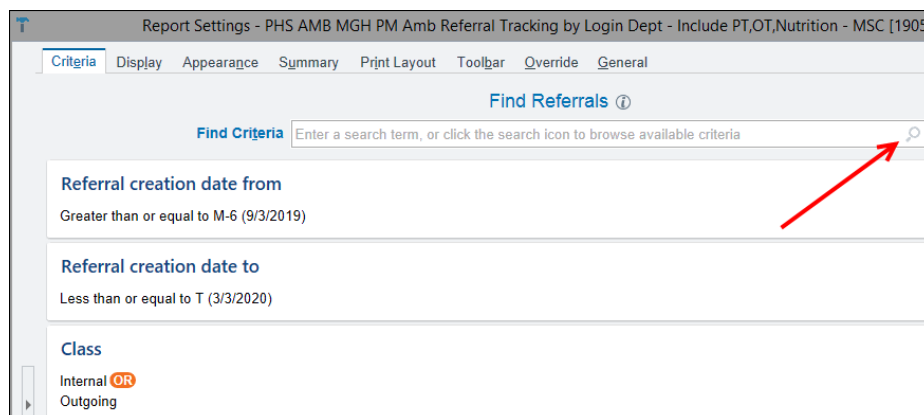 Report Settings - PHS AMB MGH PM Amb Referral Tracking by Login Dept - Include PT,OT,Nutrition - MSC [1905
Criteria Display Appearance Summary Print Layout Toolbar Override General
Find Referrals
Find Criteria Enter a search term, or click the search icon to browse available criteria
Referral creation date from
Greater than or equal to M-6 (9/3/2019)
Referral creation date to
Less than or equal to T (3/3/2020)
Class
Internal OR
Outgoing